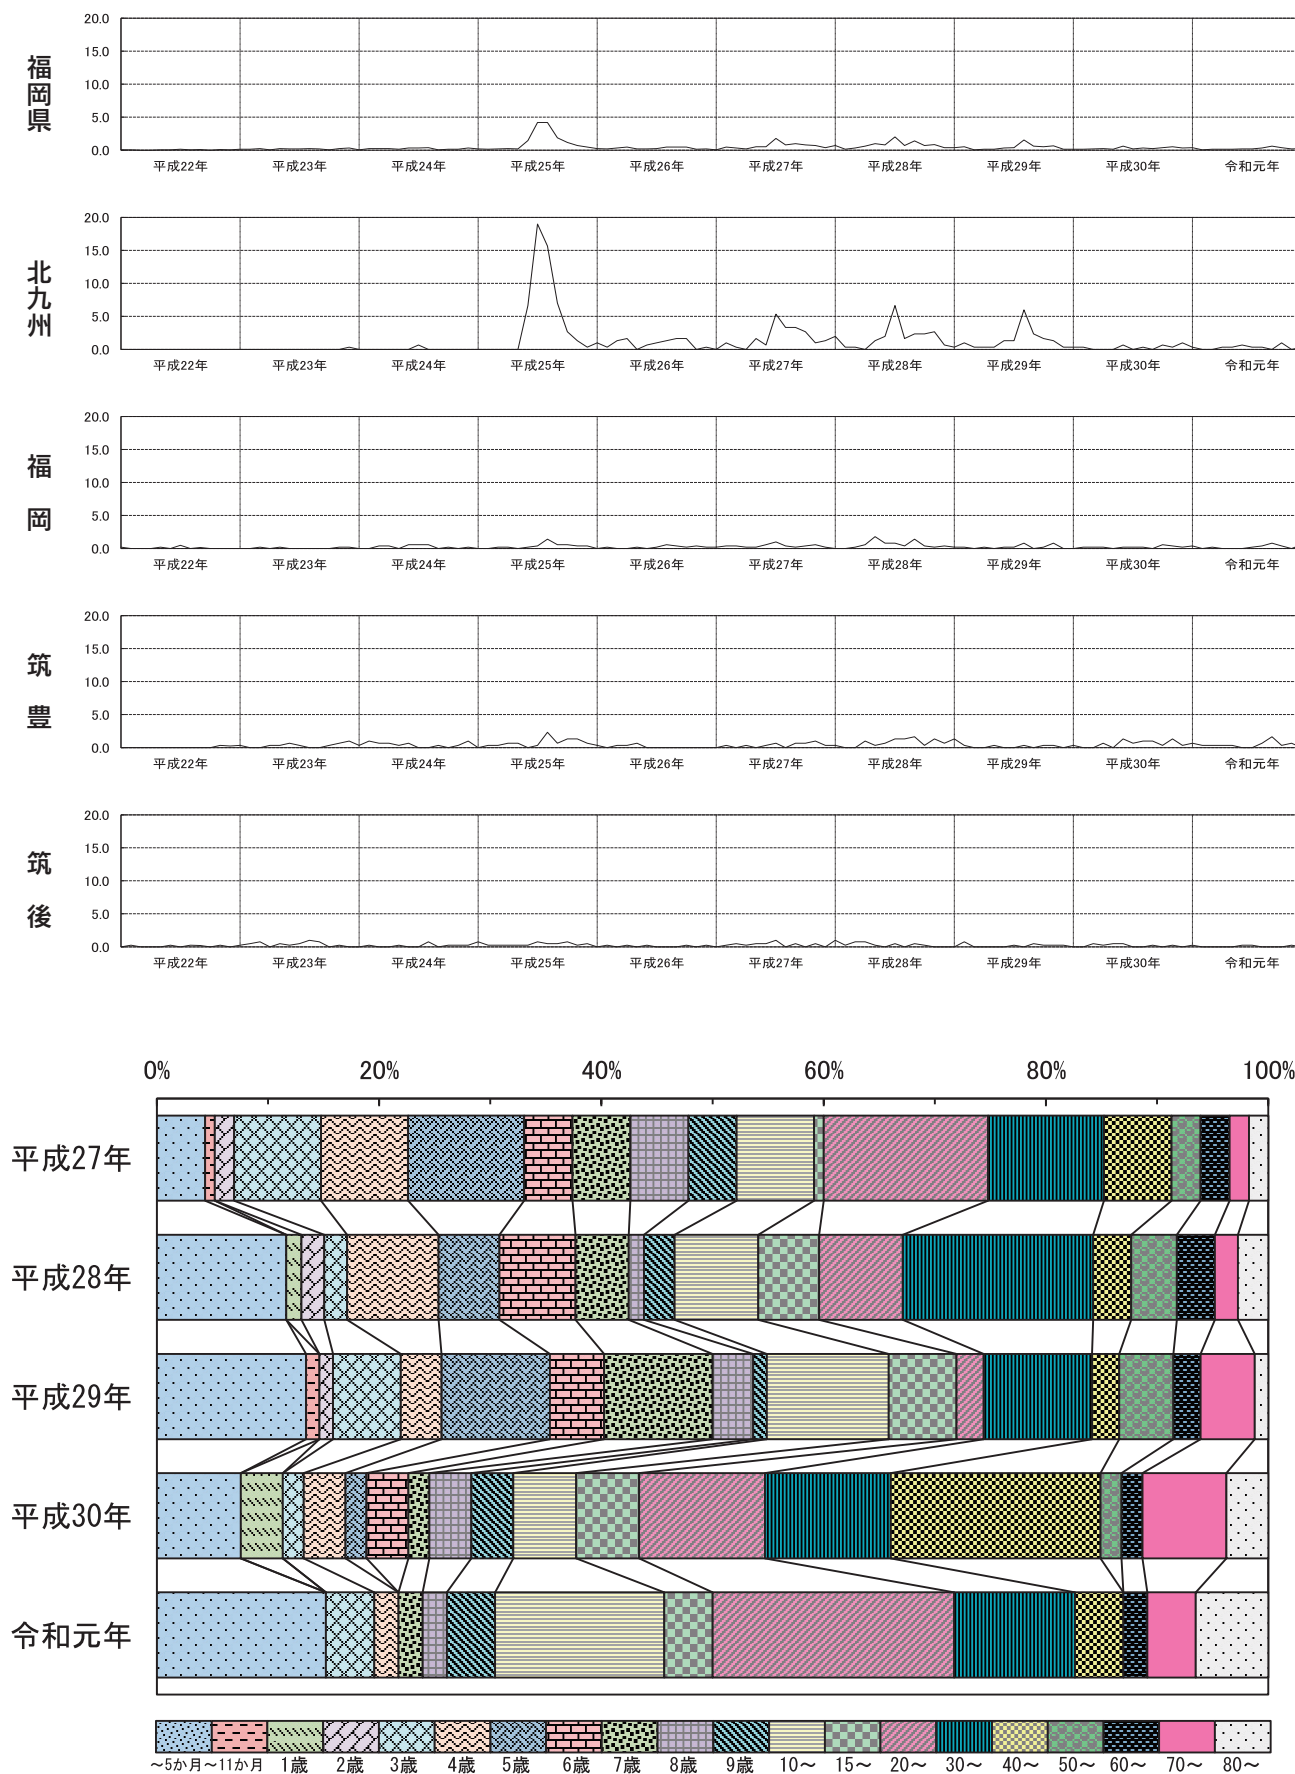 福岡県
20.0
15.0
10.0
5.0
0.0
平成22年 平成23年 平成24年 平成25年 平成26年 平成27年 平成28年 平成29年 平成30年 令和元年
北九州
20.0
15.0
10.0
5.0
0.0
平成22年 平成23年 平成24年 平成25年 平成26年 平成27年 平成28年 平成29年 平成30年 令和元年
福岡
20.0
15.0
10.0
5.0
0.0
平成22年 平成23年 平成24年 平成25年 平成26年 平成27年 平成28年 平成29年 平成30年 令和元年
筑豊
20.0
15.0
10.0
5.0
0.0
平成22年 平成23年 平成24年 平成25年 平成26年 平成27年 平成28年 平成29年 平成30年 令和元年
筑後
20.0
15.0
10.0
5.0
0.0
平成22年 平成23年 平成24年 平成25年 平成26年 平成27年 平成28年 平成29年 平成30年 令和元年
0% 20% 40% 60% 80% 100%
平成27年
平成28年
平成29年
平成30年
令和元年
～5か月 ～11か月 1歳 2歳 3歳 4歳 5歳 6歳 7歳 8歳 9歳 10～ 15～ 20～ 30～ 40～ 50～ 60～ 70～ 80～